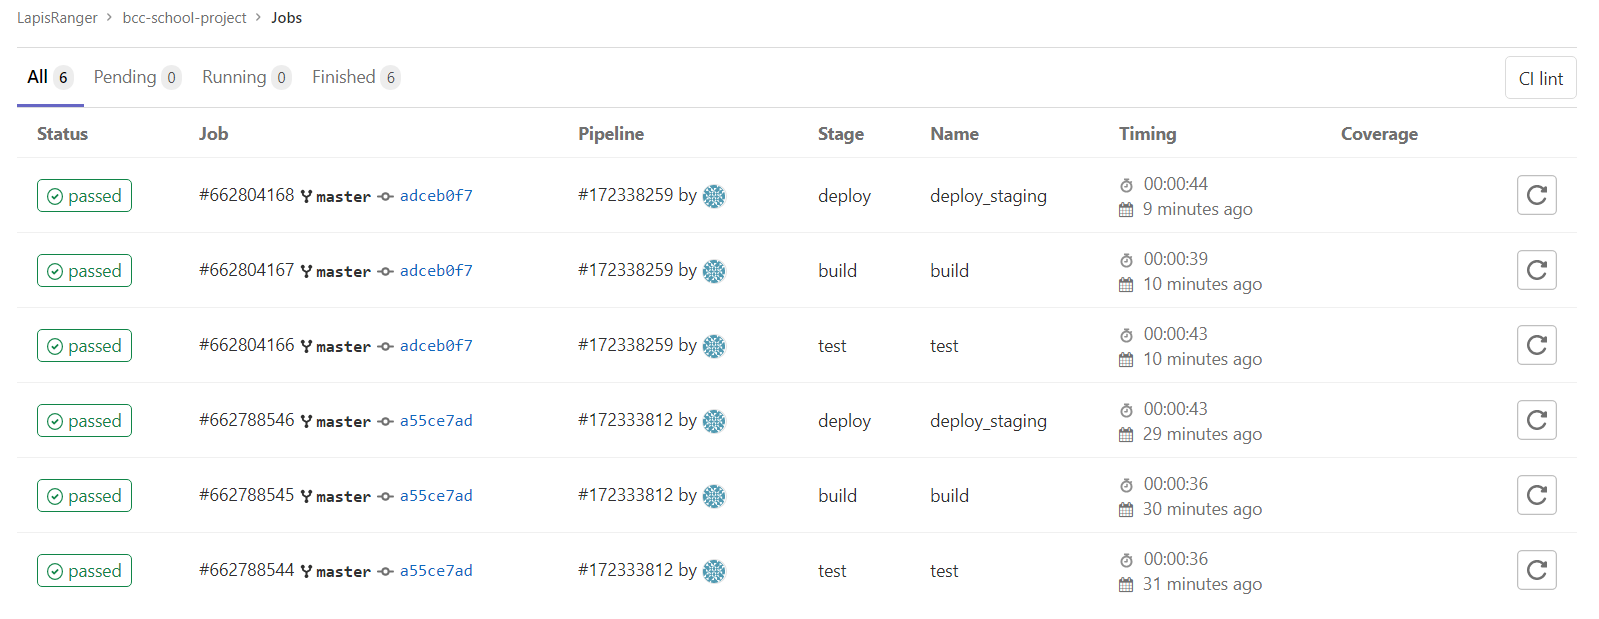 LapisRanger > bcc-school-project > Jobs
All 6 Pending 0 Running 0 Finished 6 CI lint
Status Job Pipeline Stage Name Timing Coverage
passed #662804168 master adceb0f7 #172338259 by deploy deploy_staging 00:00:44
9 minutes ago
passed #662804167 master adceb0f7 #172338259 by build build 00:00:39
10 minutes ago
passed #662804166 master adceb0f7 #172338259 by test test 00:00:43
10 minutes ago
passed #662788546 master a55ce7ad #172333812 by deploy deploy_staging 00:00:43
29 minutes ago
passed #662788545 master a55ce7ad #172333812 by build build 00:00:36
30 minutes ago
passed #662788544 master a55ce7ad #172333812 by test test 00:00:36
31 minutes ago